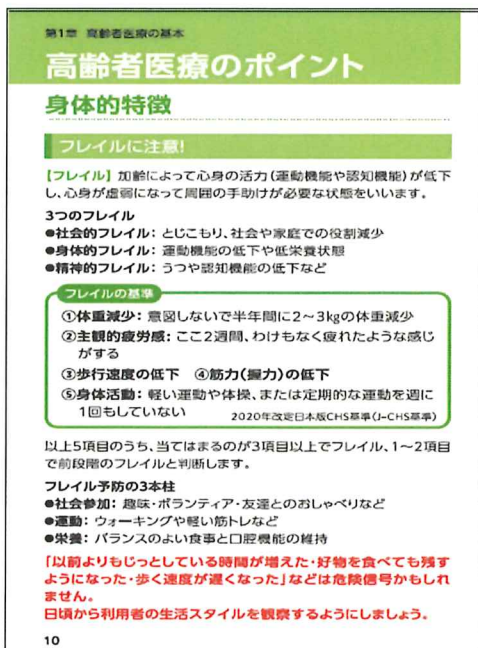 第1章 高齢者医療の基本
高齢者医療のポイント
身体的特徴
フレイルに注意!
【フレイル】加齢によって心身の活力(運動機能や認知機能)が低下
し、心身が虚弱になって周囲の手助けが必要な状態をいいます。
3つのフレイル
●社会的フレイル：とじこもり、社会や家庭での役割減少
●身体的フレイル：運動機能の低下や低栄養状態
●精神的フレイル：うつや認知機能の低下など
フレイルの基準
①体重減少：意図しないで半年間に2～3kgの体重減少
②主観的疲労感：ここ2週間、わけもなく疲れたような感じ
がする
③歩行速度の低下 ④筋力(握力)の低下
⑤身体活動：軽い運動や体操、または定期的な運動を週に
1回もしていない 2020年改定日本版CHS基準(J-CHS基準)
以上5項目のうち、当てはまるのが3項目以上でフレイル、1～2項目
で前段階のフレイルと判断します。
フレイル予防の3本柱
●社会参加：趣味・ボランティア・友達とのおしゃべりなど
●運動：ウォーキングや軽い筋トレなど
●栄養：バランスのよい食事と口腔機能の維持
「以前よりもじっとしている時間が増えた・好物を食べても残す
ようになった・歩く速度が遅くなった」などは危険信号かもしれ
ません。
日頃から利用者の生活スタイルを観察するようにしましょう。
10